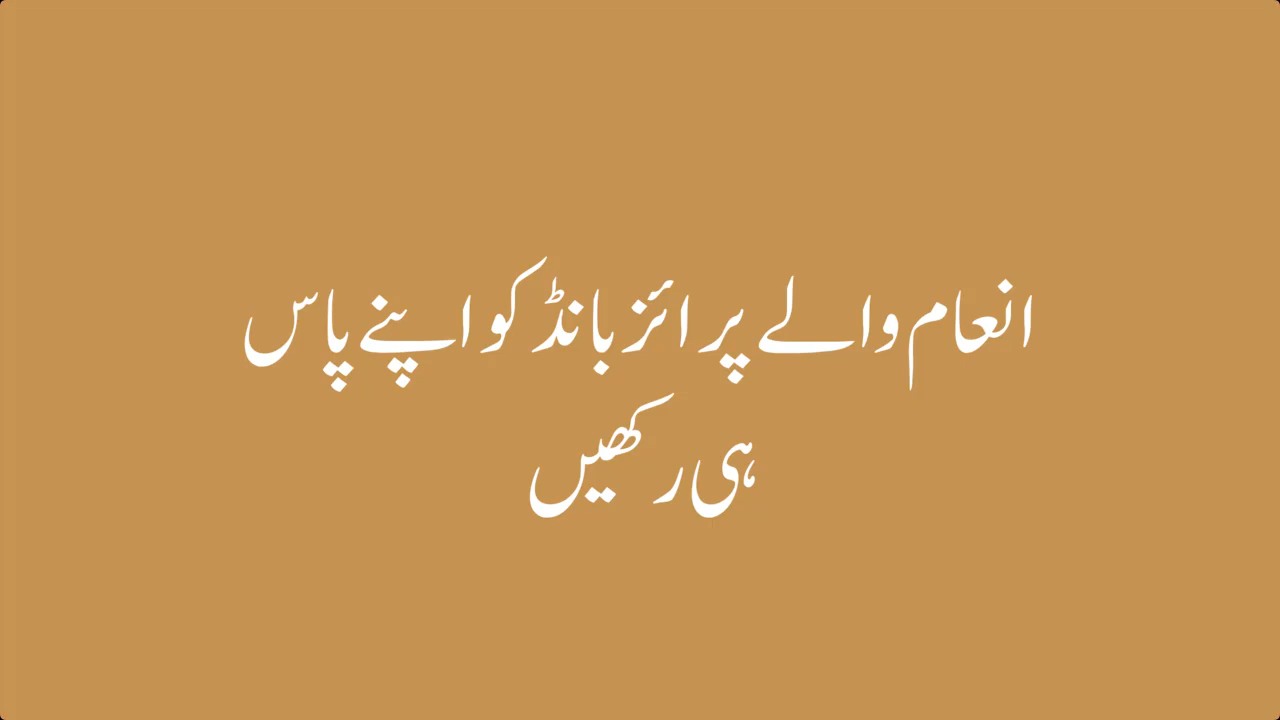 انعام والے پرائز بانڈ کو اپنے پاس
ہی رکھیں